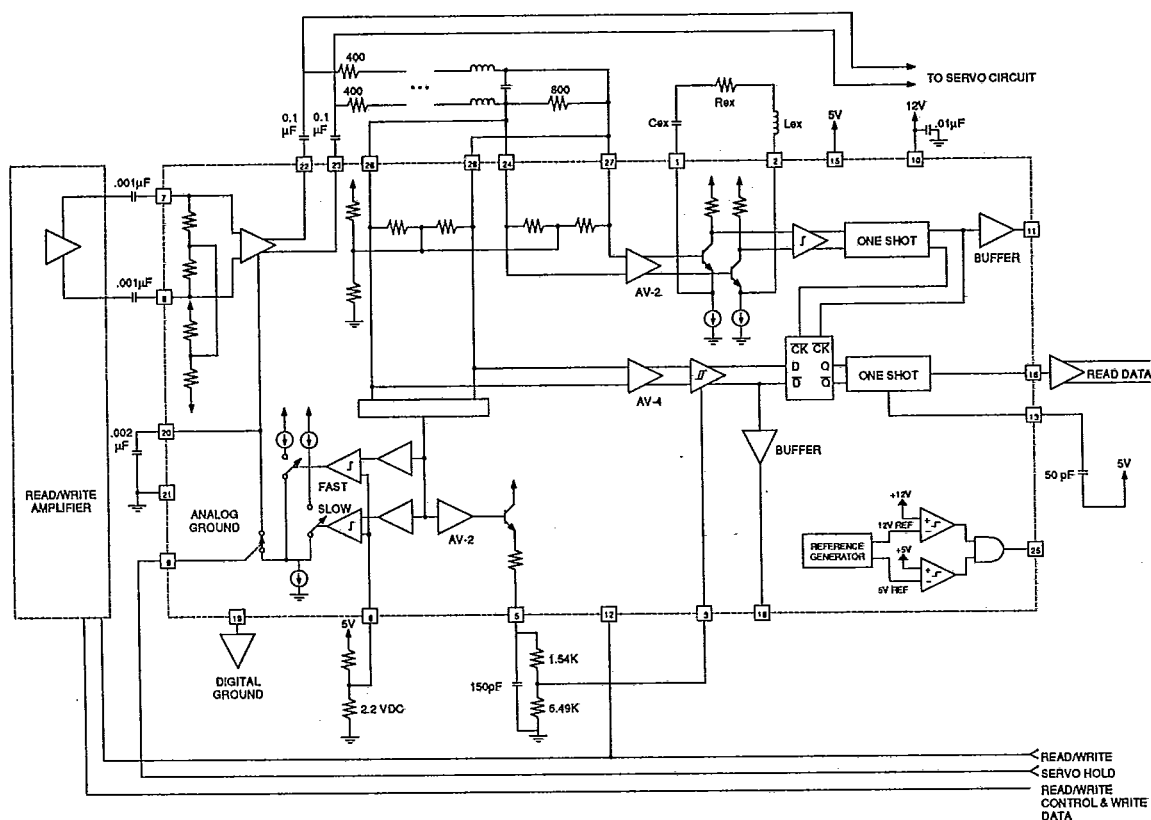 400
400
600
0.1
µF
0.1
µF
Cex
Rex
Lex
TO SERVO CIRCUIT
5V
12V
.01µF
22
23
26
28
24
27
1
2
15
10
.001µF
7
.001µF
8
AV-2
ONE SHOT
BUFFER
11
CK CK
D Q
D Q
AV-4
ONE SHOT
16
READ DATA
13
50 pF
5V
BUFFER
.002
µF
20
21
READ/WRITE
AMPLIFIER
ANALOG
GROUND
FAST
SLOW
AV-2
9
+12V
12V REF
REFERENCE
GENERATOR
+5V
5V REF
25
19
6
5
12
3
18
DIGITAL
GROUND
5V
2.2 VDC
150pF
1.54K
6.49K
READ/WRITE
SERVO HOLD
READ/WRITE
CONTROL & WRITE
DATA